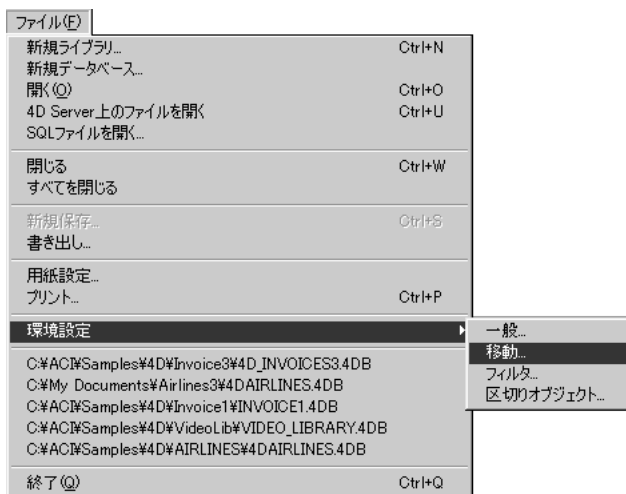 ファイル(F)
新規ライブラリ... Ctrl+N
新規データベース...
開く(O) Ctrl+O
4D Server上のファイルを開く Ctrl+U
SQLファイルを開く...
閉じる Ctrl+W
すべてを閉じる
新規保存... Ctrl+S
書き出し...
用紙設定...
プリント... Ctrl+P
環境設定
一般...
移動...
フィルタ...
区切りオブジェクト...
C:¥ACI¥Samples¥4D¥Invoice3¥4D_INVOICES3.4DB
C:¥My Documents¥Airlines3¥4DAIRLINES.4DB
C:¥ACI¥Samples¥4D¥Invoice1¥INVOICE1.4DB
C:¥ACI¥Samples¥4D¥VideoLib¥VIDEO_LIBRARY.4DB
C:¥ACI¥Samples¥4D¥AIRLINES¥4DAIRLINES.4DB
終了(Q) Ctrl+Q